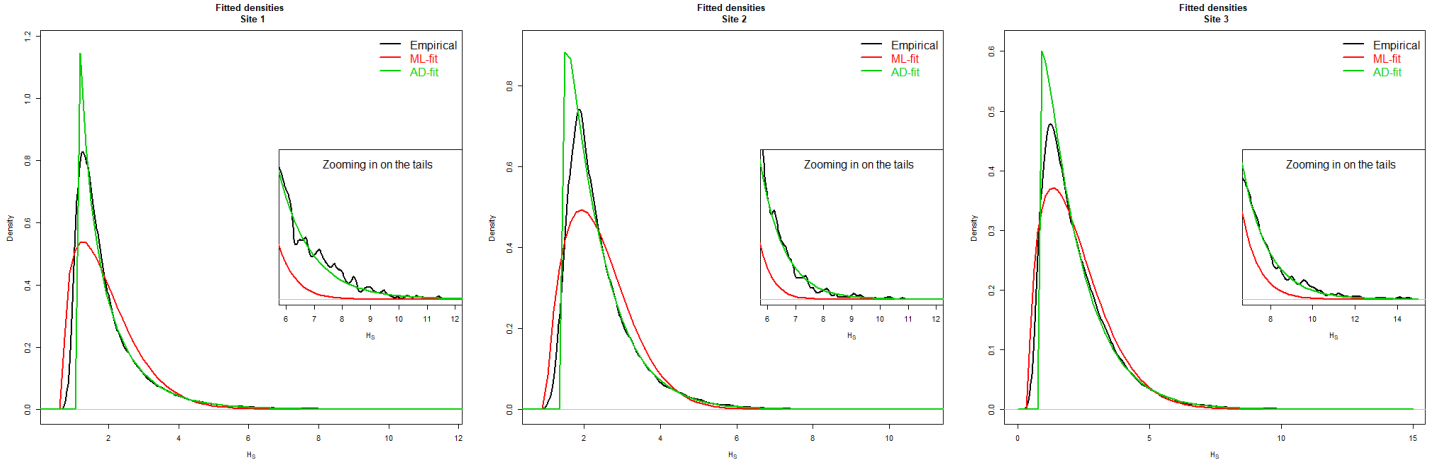 Fitted densities
Site 1
Empirical
ML-fit
AD-fit
Zooming in on the tails
6 7 8 9 10 11 12
H_S
Density
0.0 0.2 0.4 0.6 0.8 1.0 1.2
2 4 6 8 10 12
H_S
Fitted densities
Site 2
Empirical
ML-fit
AD-fit
Zooming in on the tails
6 7 8 9 10 11 12
H_S
Density
0.0 0.2 0.4 0.6 0.8
2 4 6 8 10
H_S
Fitted densities
Site 3
Empirical
ML-fit
AD-fit
Zooming in on the tails
8 10 12 14
H_S
Density
0.0 0.1 0.2 0.3 0.4 0.5 0.6
0 5 10 15
H_S